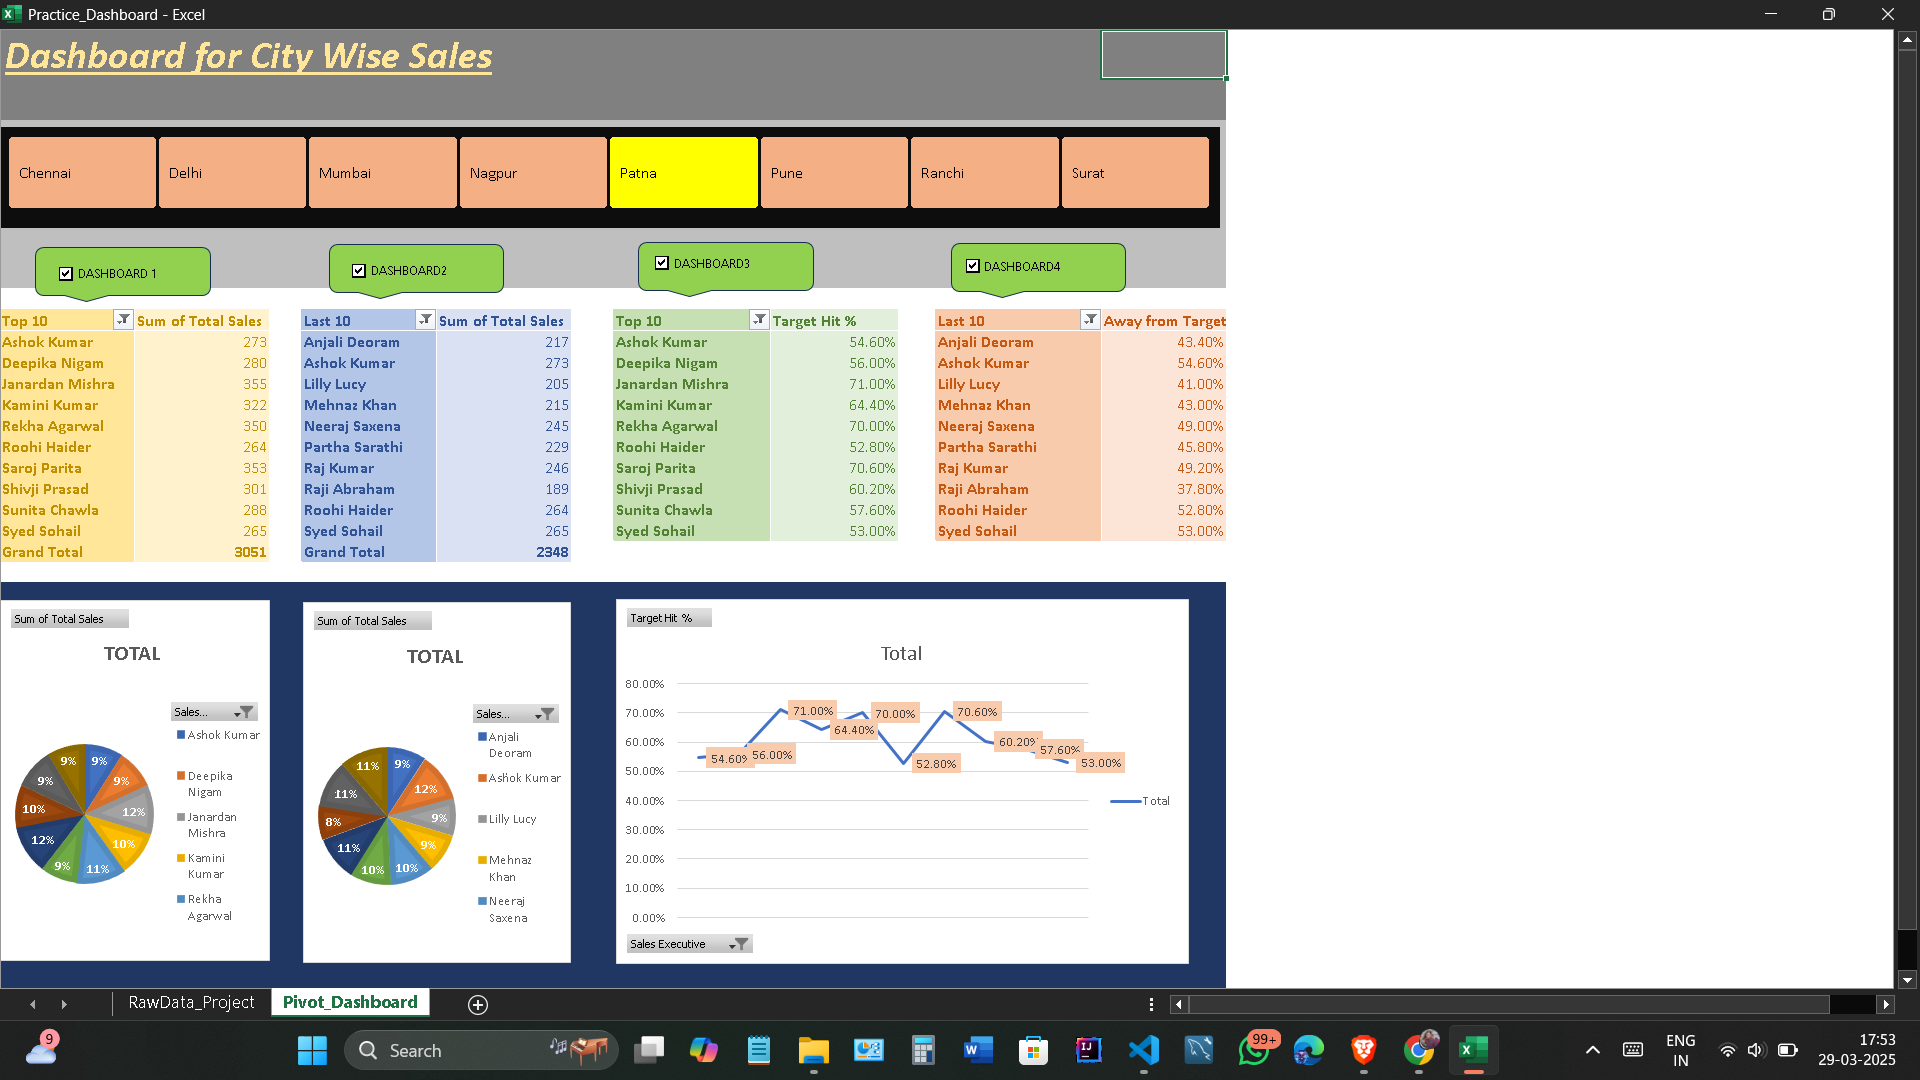 Practice_Dashboard - Excel
Dashboard for City Wise Sales
Chennai Delhi Mumbai Nagpur Patna Pune Ranchi Surat
DASHBOARD 1 DASHBOARD2 DASHBOARD3 DASHBOARD4
Top 10 Sum of Total Sales Last 10 Sum of Total Sales Top 10 Target Hit % Last 10 Away from Target
Ashok Kumar 273 Anjali Deoram 217 Ashok Kumar 54.60% Anjali Deoram 43.40%
Deepika Nigam 280 Ashok Kumar 273 Deepika Nigam 56.00% Ashok Kumar 54.60%
Janardan Mishra 355 Lilly Lucy 205 Janardan Mishra 71.00% Lilly Lucy 41.00%
Kamini Kumar 322 Mehnaz Khan 215 Kamini Kumar 64.40% Mehnaz Khan 43.00%
Rekha Agarwal 350 Neeraj Saxena 245 Rekha Agarwal 70.00% Neeraj Saxena 49.00%
Roohi Haider 264 Partha Sarathi 229 Roohi Haider 52.80% Partha Sarathi 45.80%
Saroj Parita 353 Raj Kumar 246 Saroj Parita 70.60% Raj Kumar 49.20%
Shivji Prasad 301 Raji Abraham 189 Shivji Prasad 60.20% Raji Abraham 37.80%
Sunita Chawla 288 Roohi Haider 264 Sunita Chawla 57.60% Roohi Haider 52.80%
Syed Sohail 265 Syed Sohail 265 Syed Sohail 53.00% Syed Sohail 53.00%
Grand Total 3051 Grand Total 2348
Sum of Total Sales
TOTAL
Sales...
Ashok Kumar
Deepika
Nigam
Janardan
Mishra
Kamini
Kumar
Rekha
Agarwal
9% 9%
9% 9%
10% 12%
12% 10%
9% 11%
Sum of Total Sales
TOTAL
Sales...
Anjali
Deoram
Ashok Kumar
Lilly Lucy
Mehnaz
Khan
Neeraj
Saxena
11% 9%
11% 12%
8% 9%
11% 9%
10% 10%
Target Hit %
Total
80.00%
70.00%
60.00%
50.00%
40.00%
30.00%
20.00%
10.00%
0.00%
54.60% 56.00% 71.00% 64.40% 70.00% 52.80% 70.60% 60.20% 57.60% 53.00%
Total
Sales Executive
RawData_Project Pivot_Dashboard
9
Search
99+
ENG
IN
17:53
29-03-2025